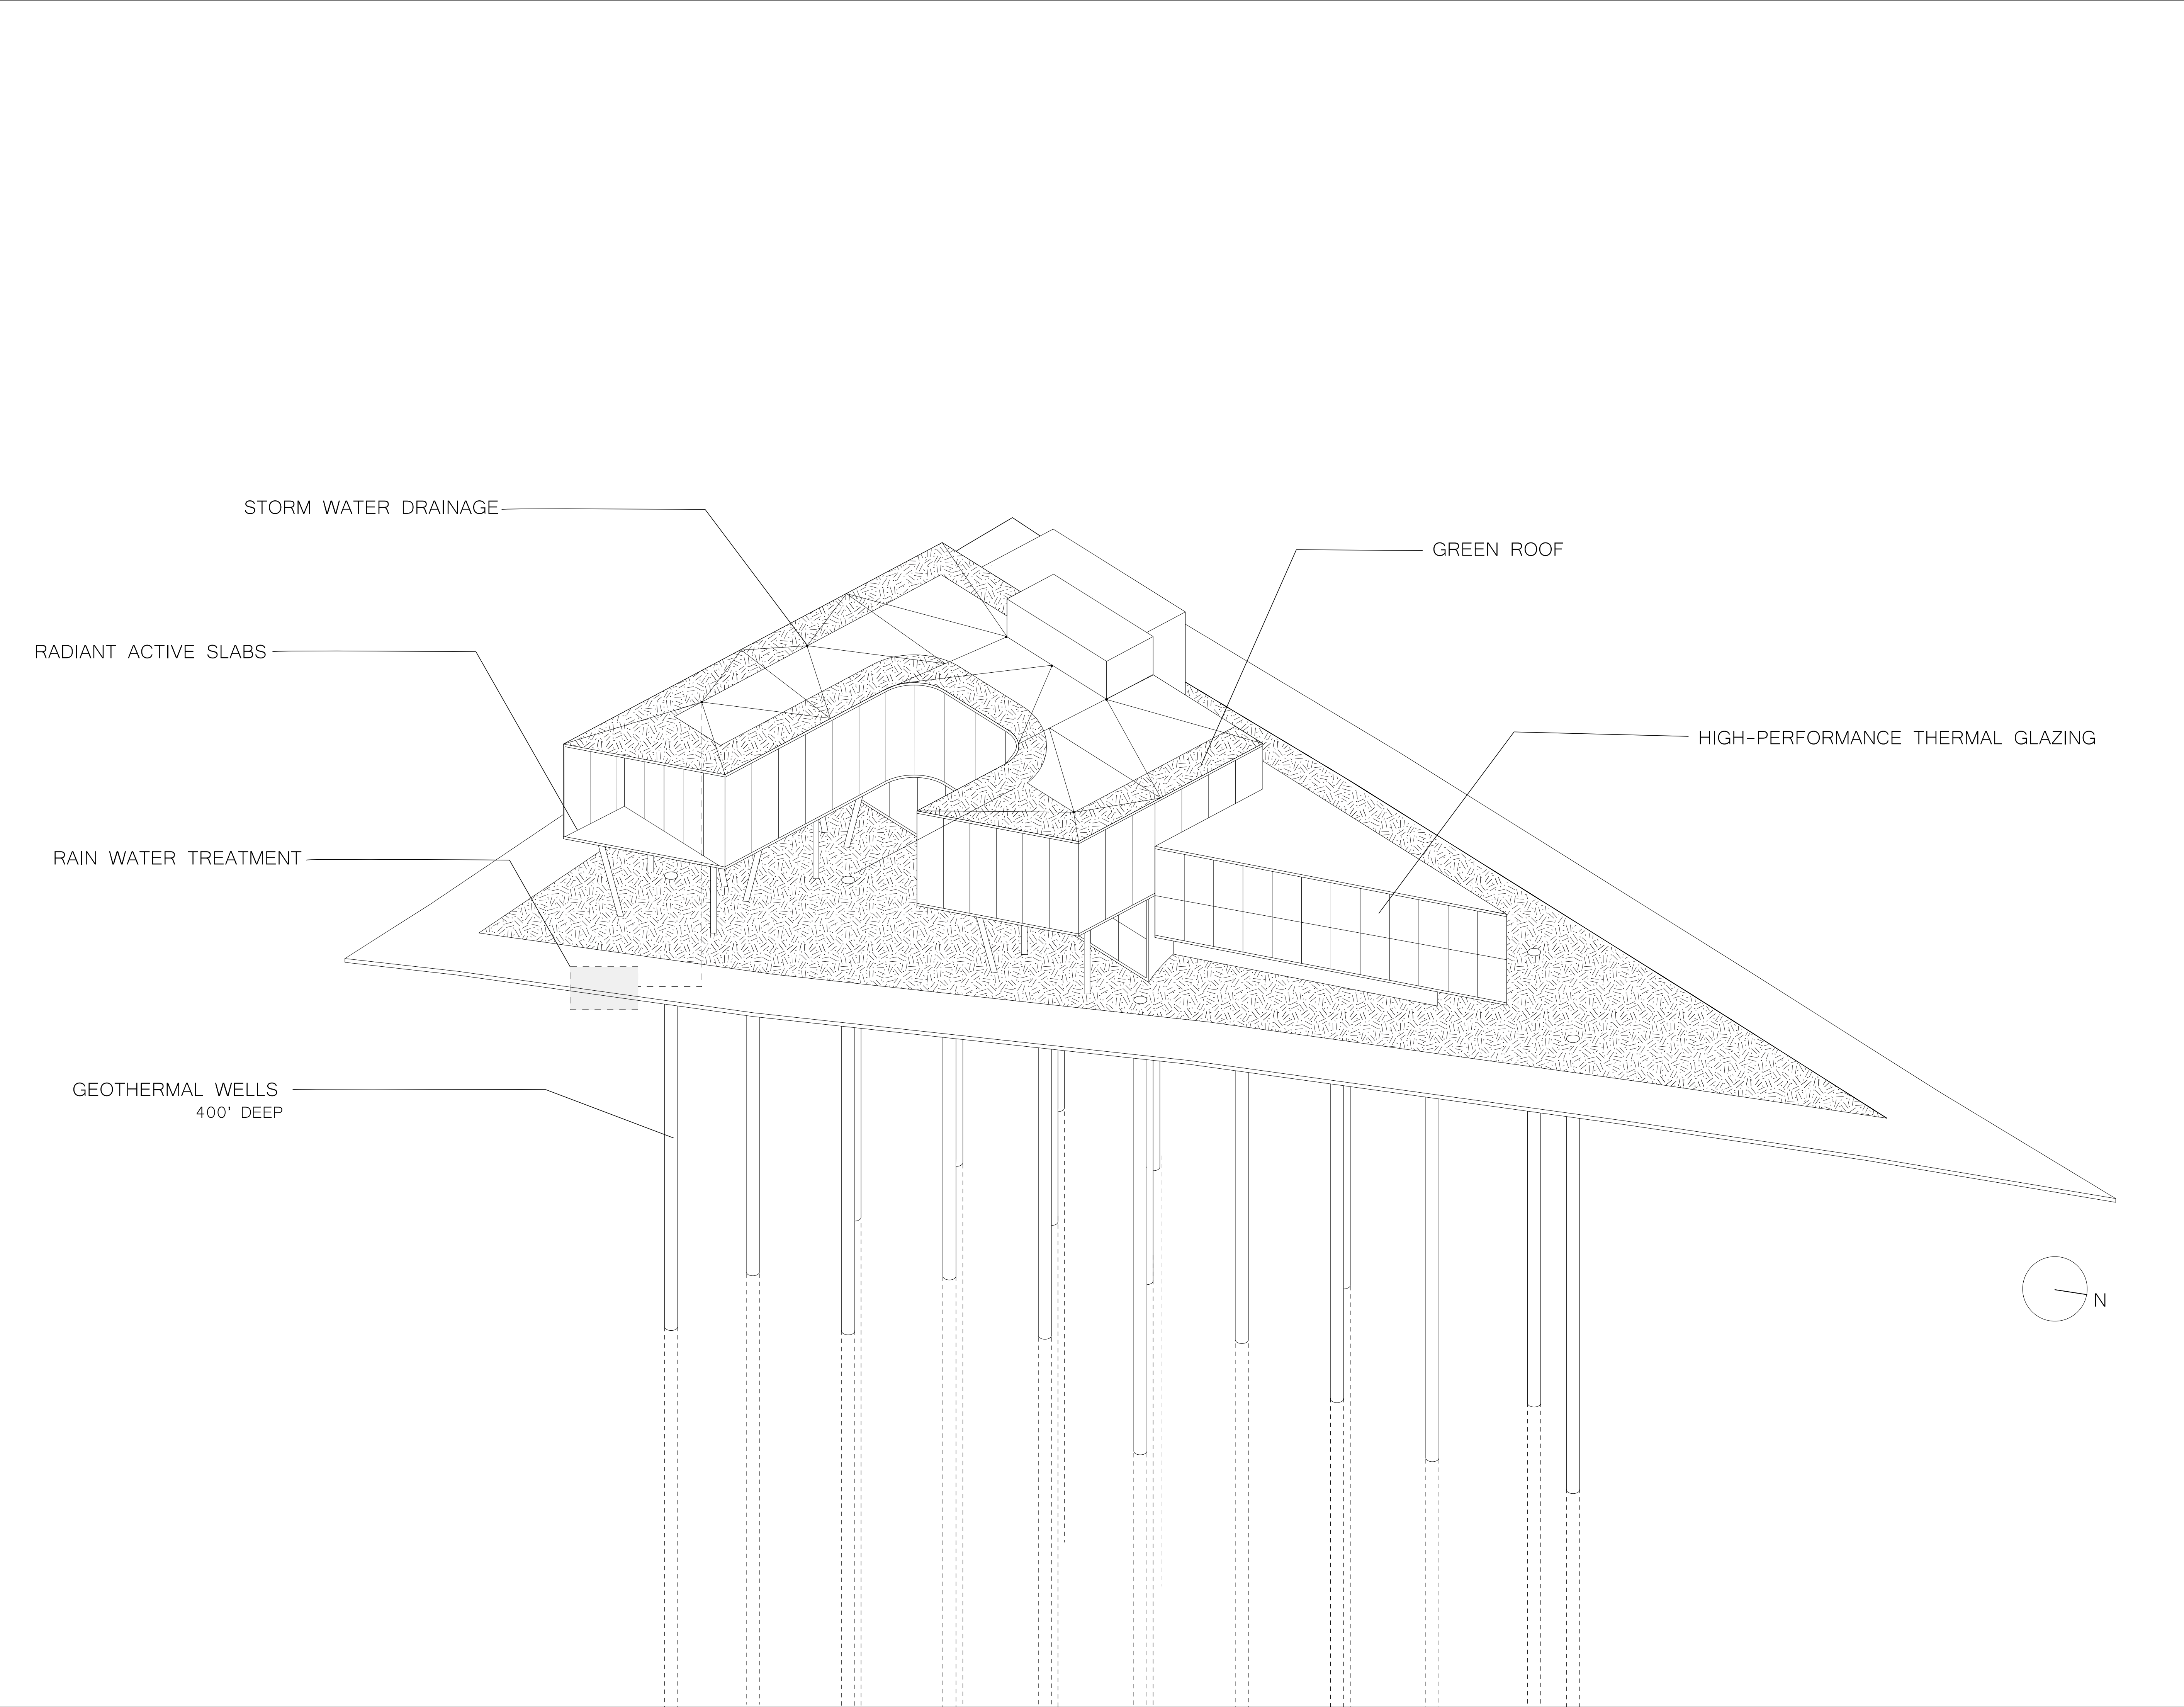 STORM WATER DRAINAGE
GREEN ROOF
RADIANT ACTIVE SLABS
HIGH-PERFORMANCE THERMAL GLAZING
RAIN WATER TREATMENT
GEOTHERMAL WELLS
400' DEEP
N